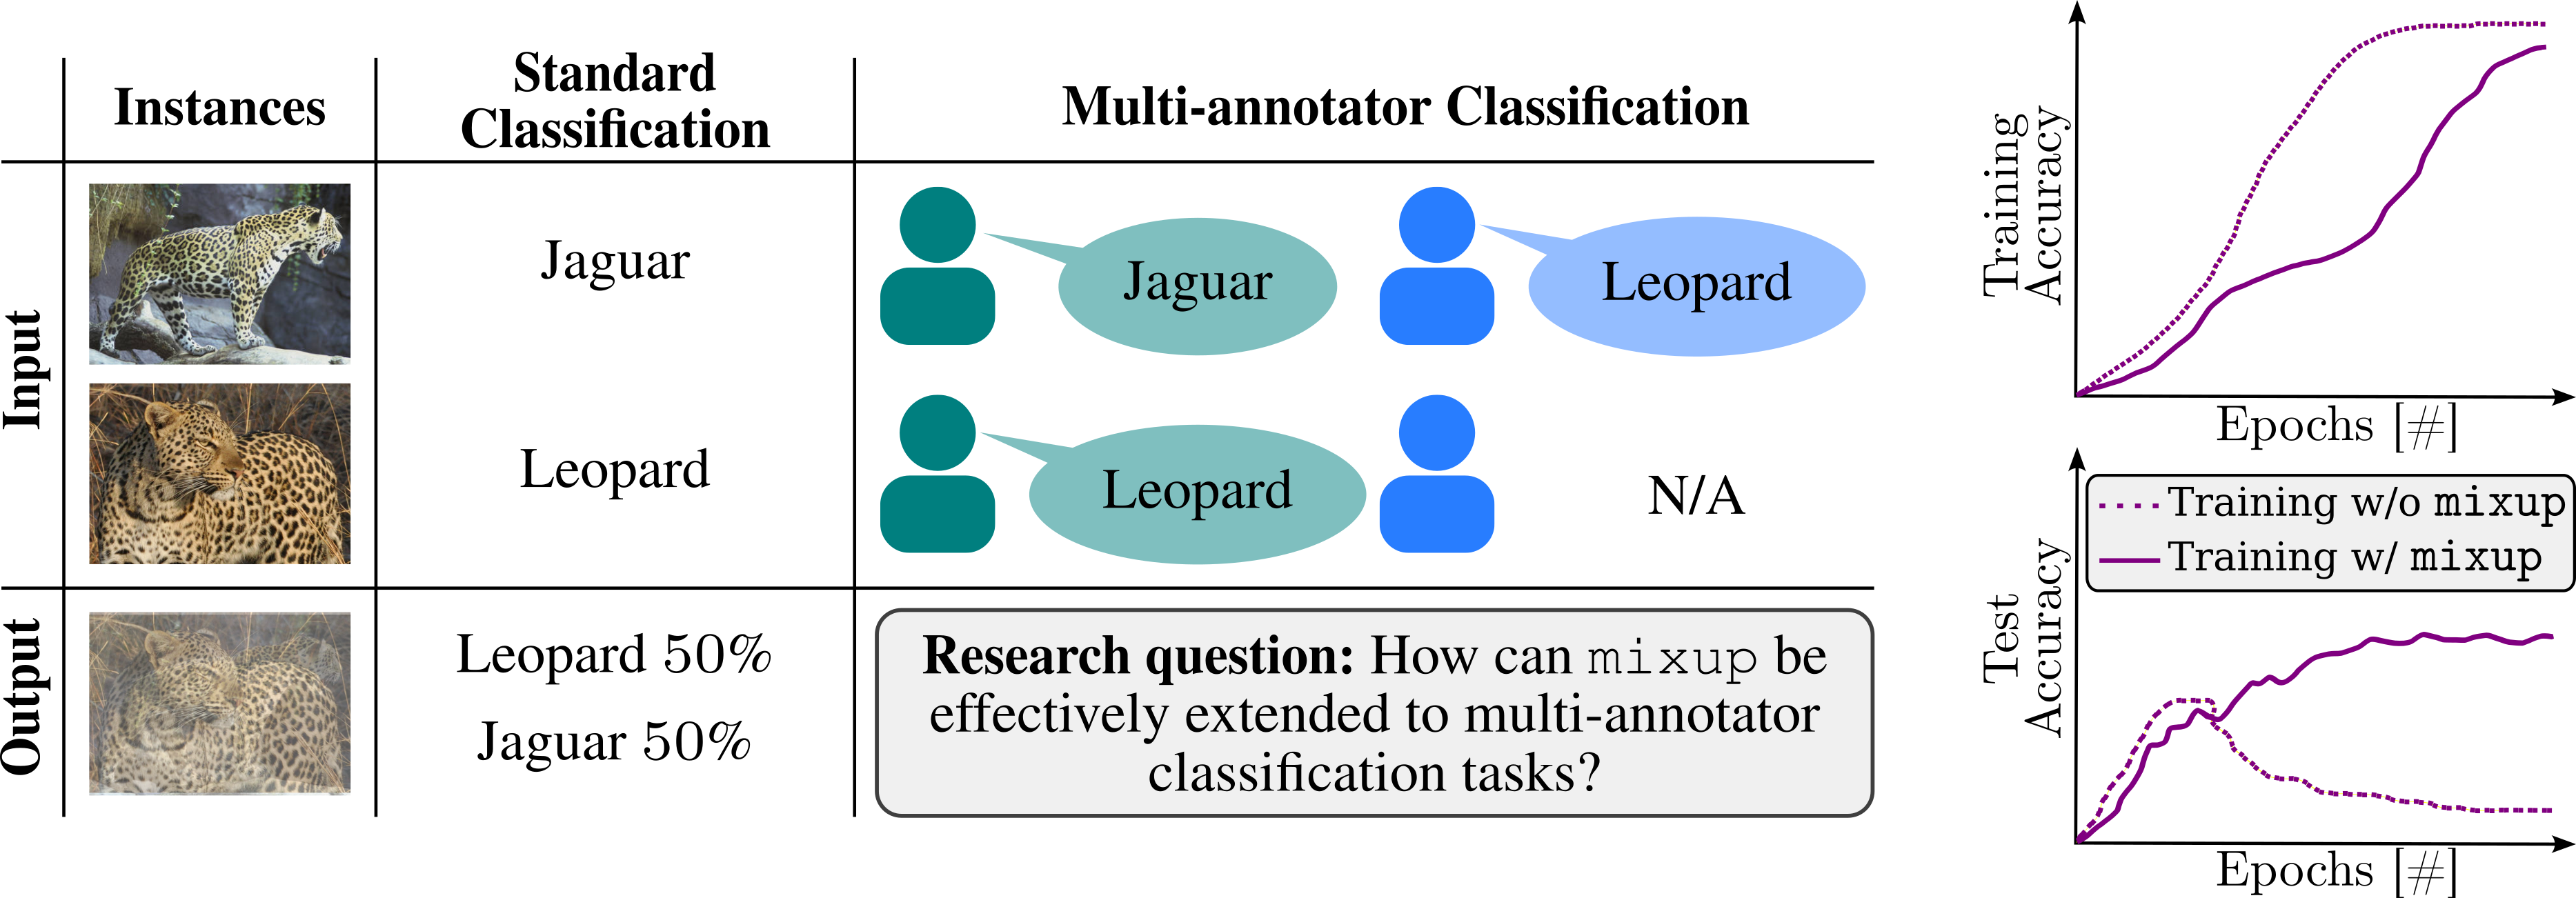 Instances
Standard
Classification
Multi-annotator Classification
Input
Jaguar
Jaguar
Leopard
Leopard
Leopard
N/A
Output
Leopard 50%
Jaguar 50%
Research question: How can mixup be
effectively extended to multi-annotator
classification tasks?
Training
Accuracy
Epochs [#]
Training w/o mixup
Training w/ mixup
Test
Accuracy
Epochs [#]